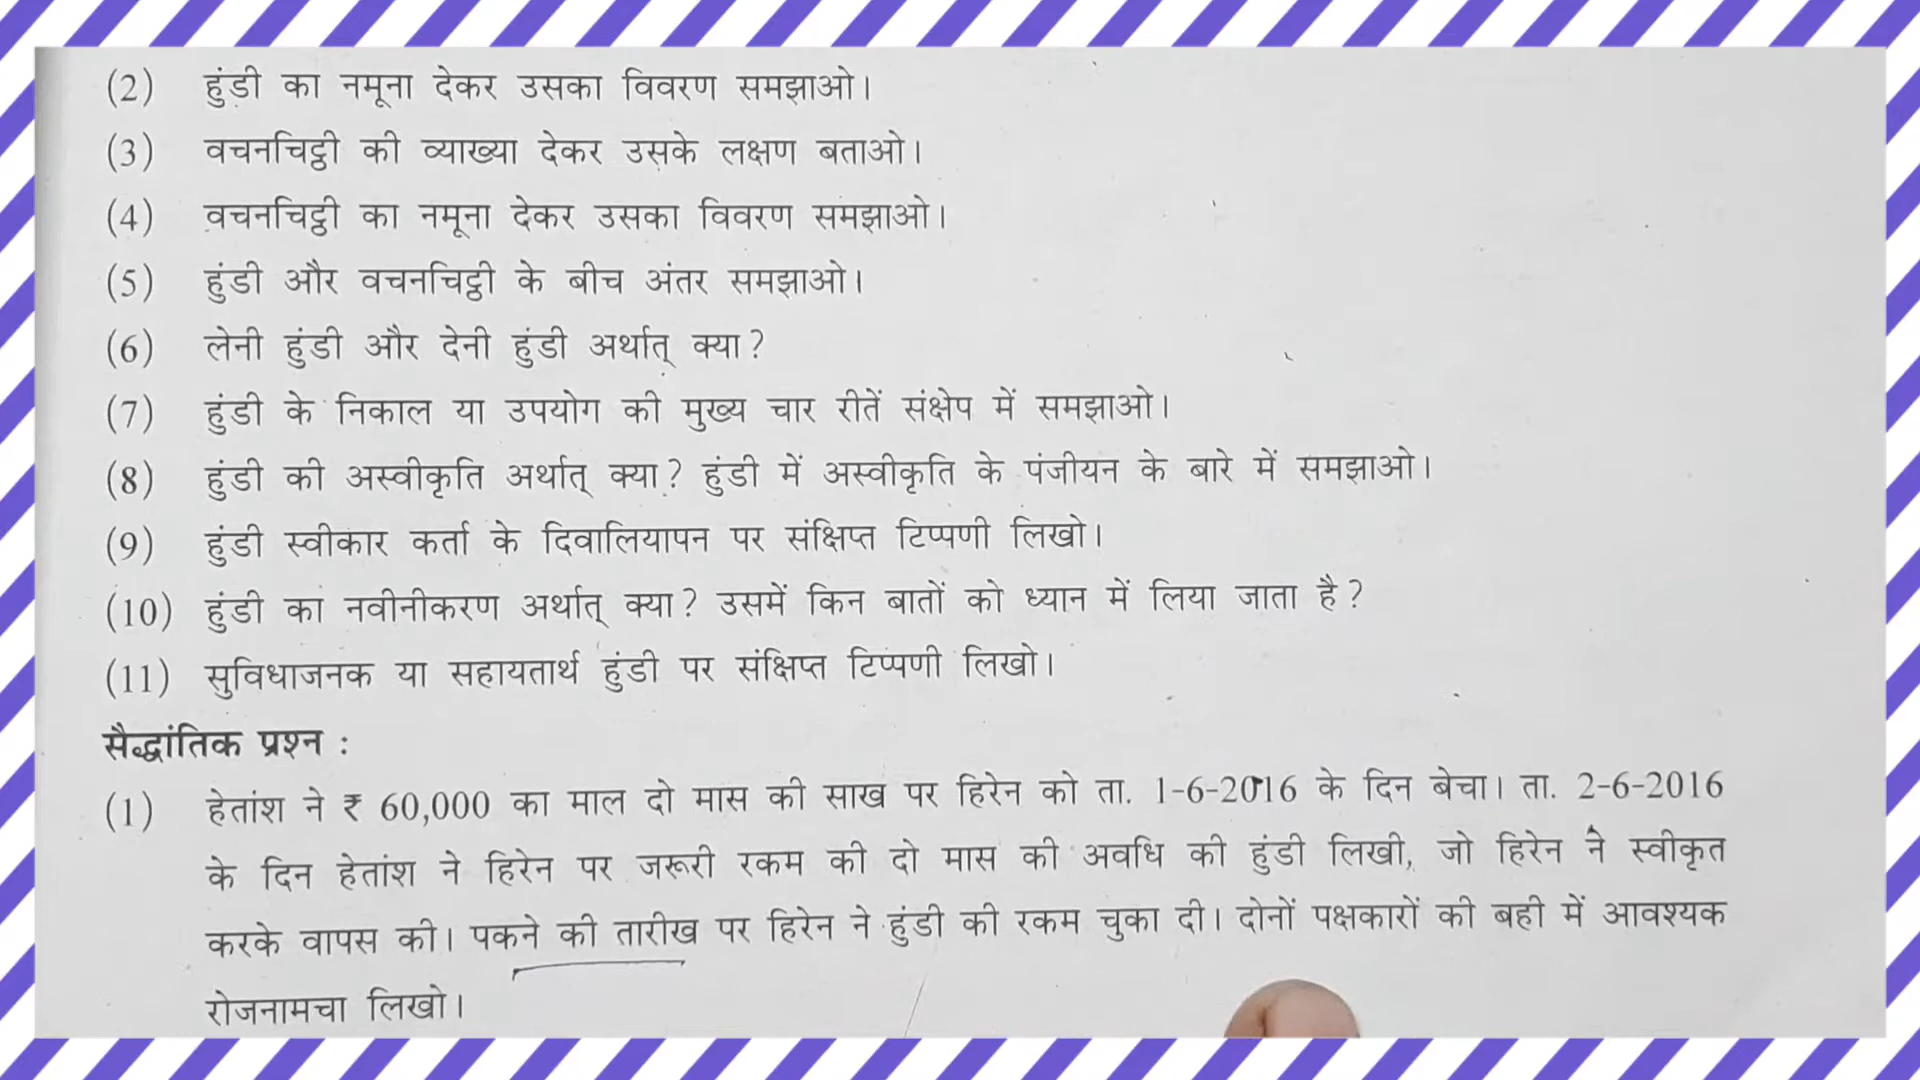 (2) हुंडी का नमूना देकर उसका विवरण समझाओ।
(3) वचनचिठ्ठी की व्याख्या देकर उसके लक्षण बताओ।
(4) वचनचिठ्ठी का नमूना देकर उसका विवरण समझाओ।
(5) हुंडी और वचनचिठ्ठी के बीच अंतर समझाओ।
(6) लेनी हुंडी और देनी हुंडी अर्थात् क्या?
(7) हुंडी के निकाल या उपयोग की मुख्य चार रीतें संक्षेप में समझाओ।
(8) हुंडी की अस्वीकृति अर्थात् क्या? हुंडी में अस्वीकृति के पंजीयन के बारे में समझाओ।
(9) हुंडी स्वीकार कर्ता के दिवालियापन पर संक्षिप्त टिप्पणी लिखो।
(10) हुंडी का नवीनीकरण अर्थात् क्या? उसमें किन बातों को ध्यान में लिया जाता है?
(11) सुविधाजनक या सहायतार्थ हुंडी पर संक्षिप्त टिप्पणी लिखो।
सैद्धांतिक प्रश्न :
(1) हेतांश ने ₹ 60,000 का माल दो मास की साख पर हिरेन को ता. 1-6-2016 के दिन बेचा। ता. 2-6-2016
के दिन हेतांश ने हिरेन पर जरूरी रकम की दो मास की अवधि की हुंडी लिखी, जो हिरेन ने स्वीकृत
करके वापस की। पकने की तारीख पर हिरेन ने हुंडी की रकम चुका दी। दोनों पक्षकारों की बही में आवश्यक
रोजनामचा लिखो।